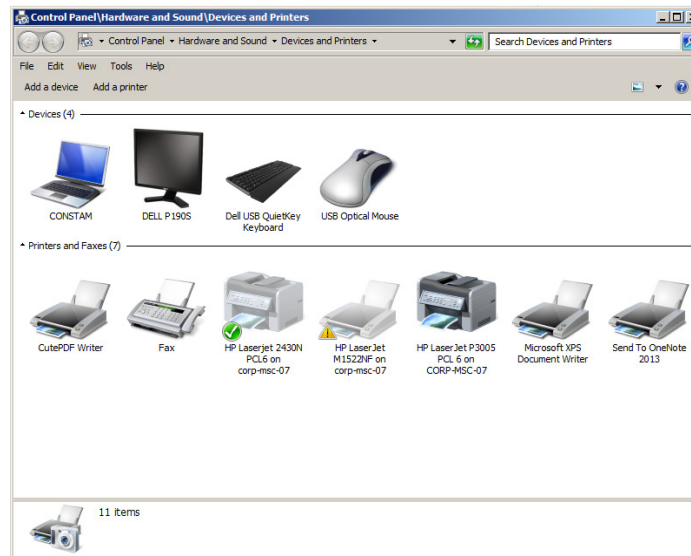 Control Panel\Hardware and Sound\Devices and Printers
Control Panel Hardware and Sound Devices and Printers
Search Devices and Printers
File Edit View Tools Help
Add a device Add a printer
Devices (4)
CONSTAM
DELL P190S
Dell USB QuietKey
Keyboard
USB Optical Mouse
Printers and Faxes (7)
CutePDF Writer
Fax
HP Laserjet 2430N
PCL6 on
corp-msc-07
HP LaserJet
M1522NF on
corp-msc-07
HP LaserJet P3005
PCL 6 on
CORP-MSC-07
Microsoft XPS
Document Writer
Send To OneNote
2013
11 items